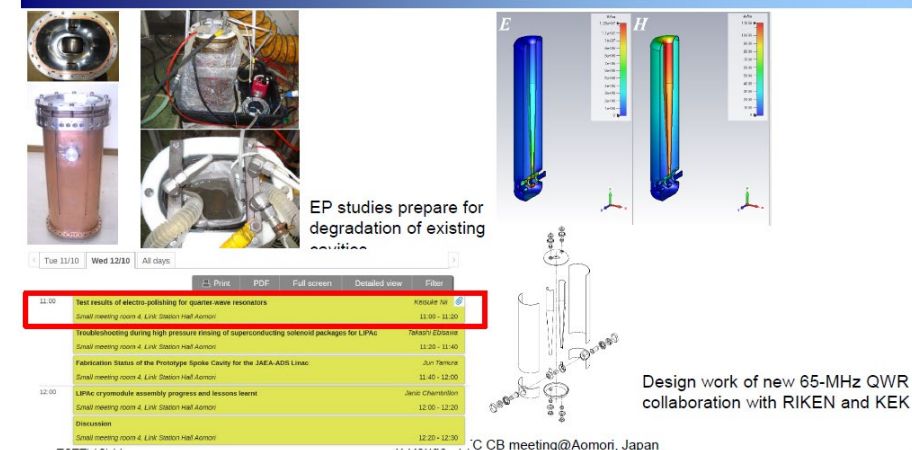 E
H
EP studies prepare for
degradation of existing
cavities
Tue 11/10 Wed 12/10 All days
Print PDF Full screen Detailed view Filter
11:00 Test results of electro-polishing for quarter-wave resonators Keisuke Nii
Small meeting room 4, Link Station Hall Aomori 11:00 - 11:20
Troubleshooting during high pressure rinsing of superconducting solenoid packages for LIPAc Takashi Ebisawa
Small meeting room 4, Link Station Hall Aomori 11:20 - 11:40
Fabrication Status of the Prototype Spoke Cavity for the JAEA-ADS Linac Jun Tamura
Small meeting room 4, Link Station Hall Aomori 11:40 - 12:00
12:00 LIPAc cryomodule assembly progress and lessons learnt Janic Chambrillon
Small meeting room 4, Link Station Hall Aomori 12:00 - 12:20
Discussion
Small meeting room 4, Link Station Hall Aomori 12:20 - 12:30
Design work of new 65-MHz QWR
collaboration with RIKEN and KEK
C CB meeting@Aomori, Japan